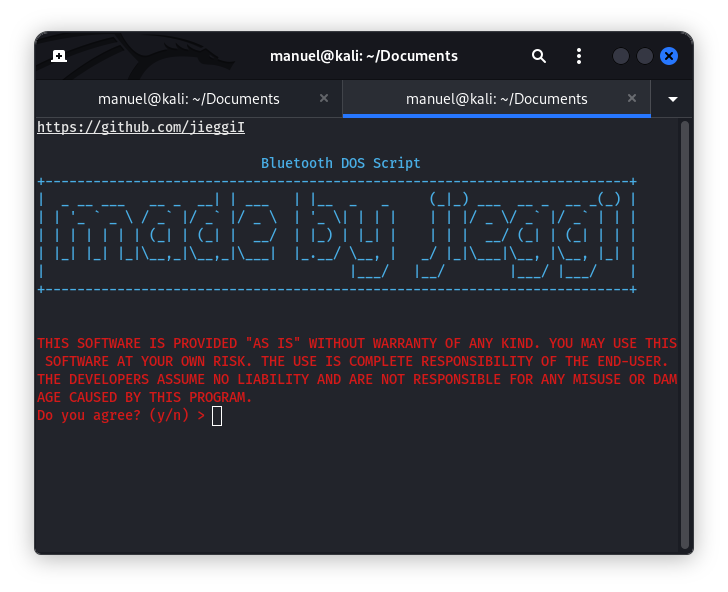 manuel@kali: ~/Documents
manuel@kali: ~/Documents
manuel@kali: ~/Documents
https://github.com/jieggiI
Bluetooth DOS Script
made by jieggi
THIS SOFTWARE IS PROVIDED "AS IS" WITHOUT WARRANTY OF ANY KIND. YOU MAY USE THIS
SOFTWARE AT YOUR OWN RISK. THE USE IS COMPLETE RESPONSIBILITY OF THE END-USER.
THE DEVELOPERS ASSUME NO LIABILITY AND ARE NOT RESPONSIBLE FOR ANY MISUSE OR DAM
AGE CAUSED BY THIS PROGRAM.
Do you agree? (y/n) >